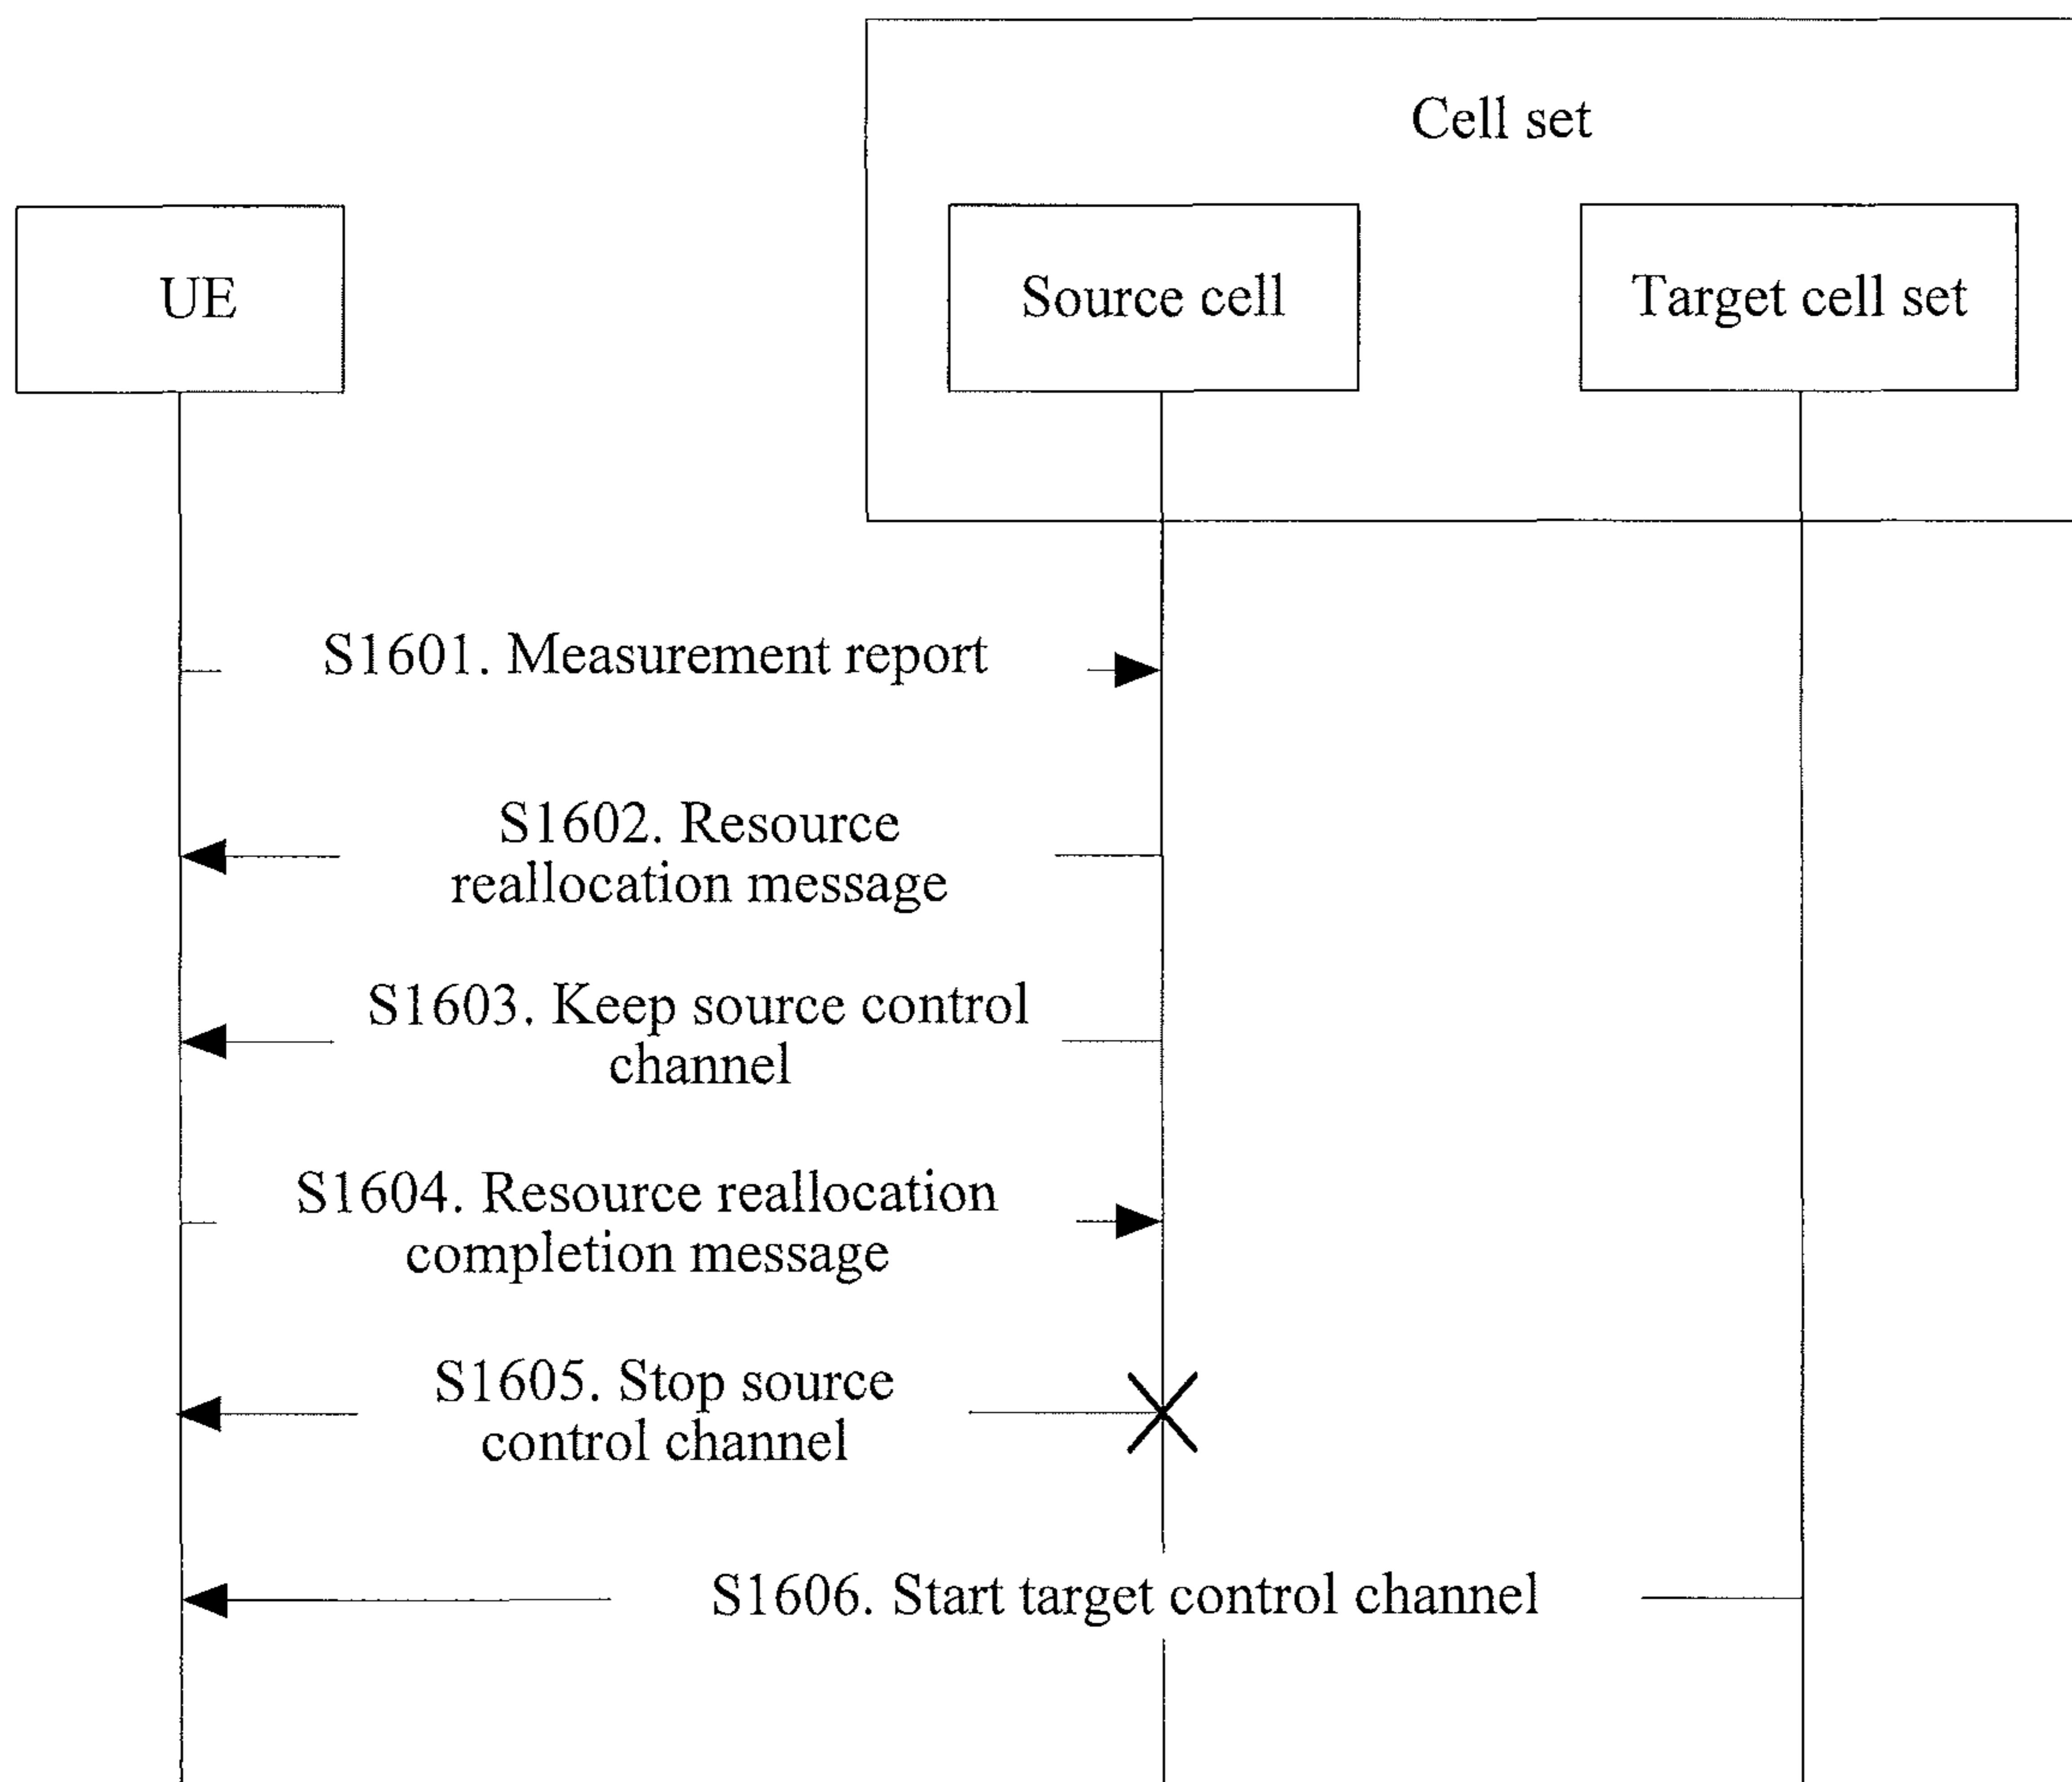 Cell set
UE
Source cell
Target cell set
S1601. Measurement report
S1602. Resource
reallocation message
S1603. Keep source control
channel
S1604. Resource reallocation
completion message
S1605. Stop source
control channel
S1606. Start target control channel